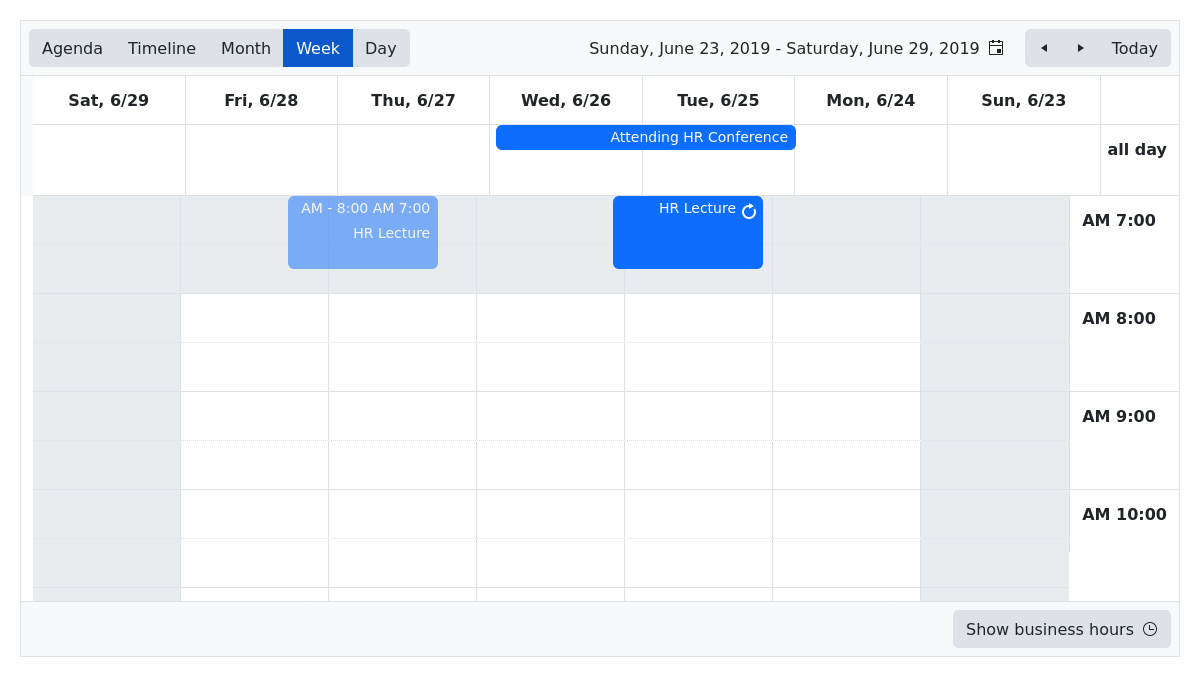 Agenda Timeline Month Week Day Sunday, June 23, 2019 - Saturday, June 29, 2019 Today
Sat, 6/29 Fri, 6/28 Thu, 6/27 Wed, 6/26 Tue, 6/25 Mon, 6/24 Sun, 6/23
Attending HR Conference
all day
AM - 8:00 AM 7:00
HR Lecture
HR Lecture
AM 7:00
AM 8:00
AM 9:00
AM 10:00
Show business hours